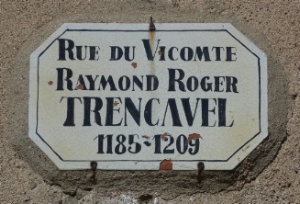 RUE DU VICOMTE
RAYMOND ROGER
TRENCAVEL
1185~1209